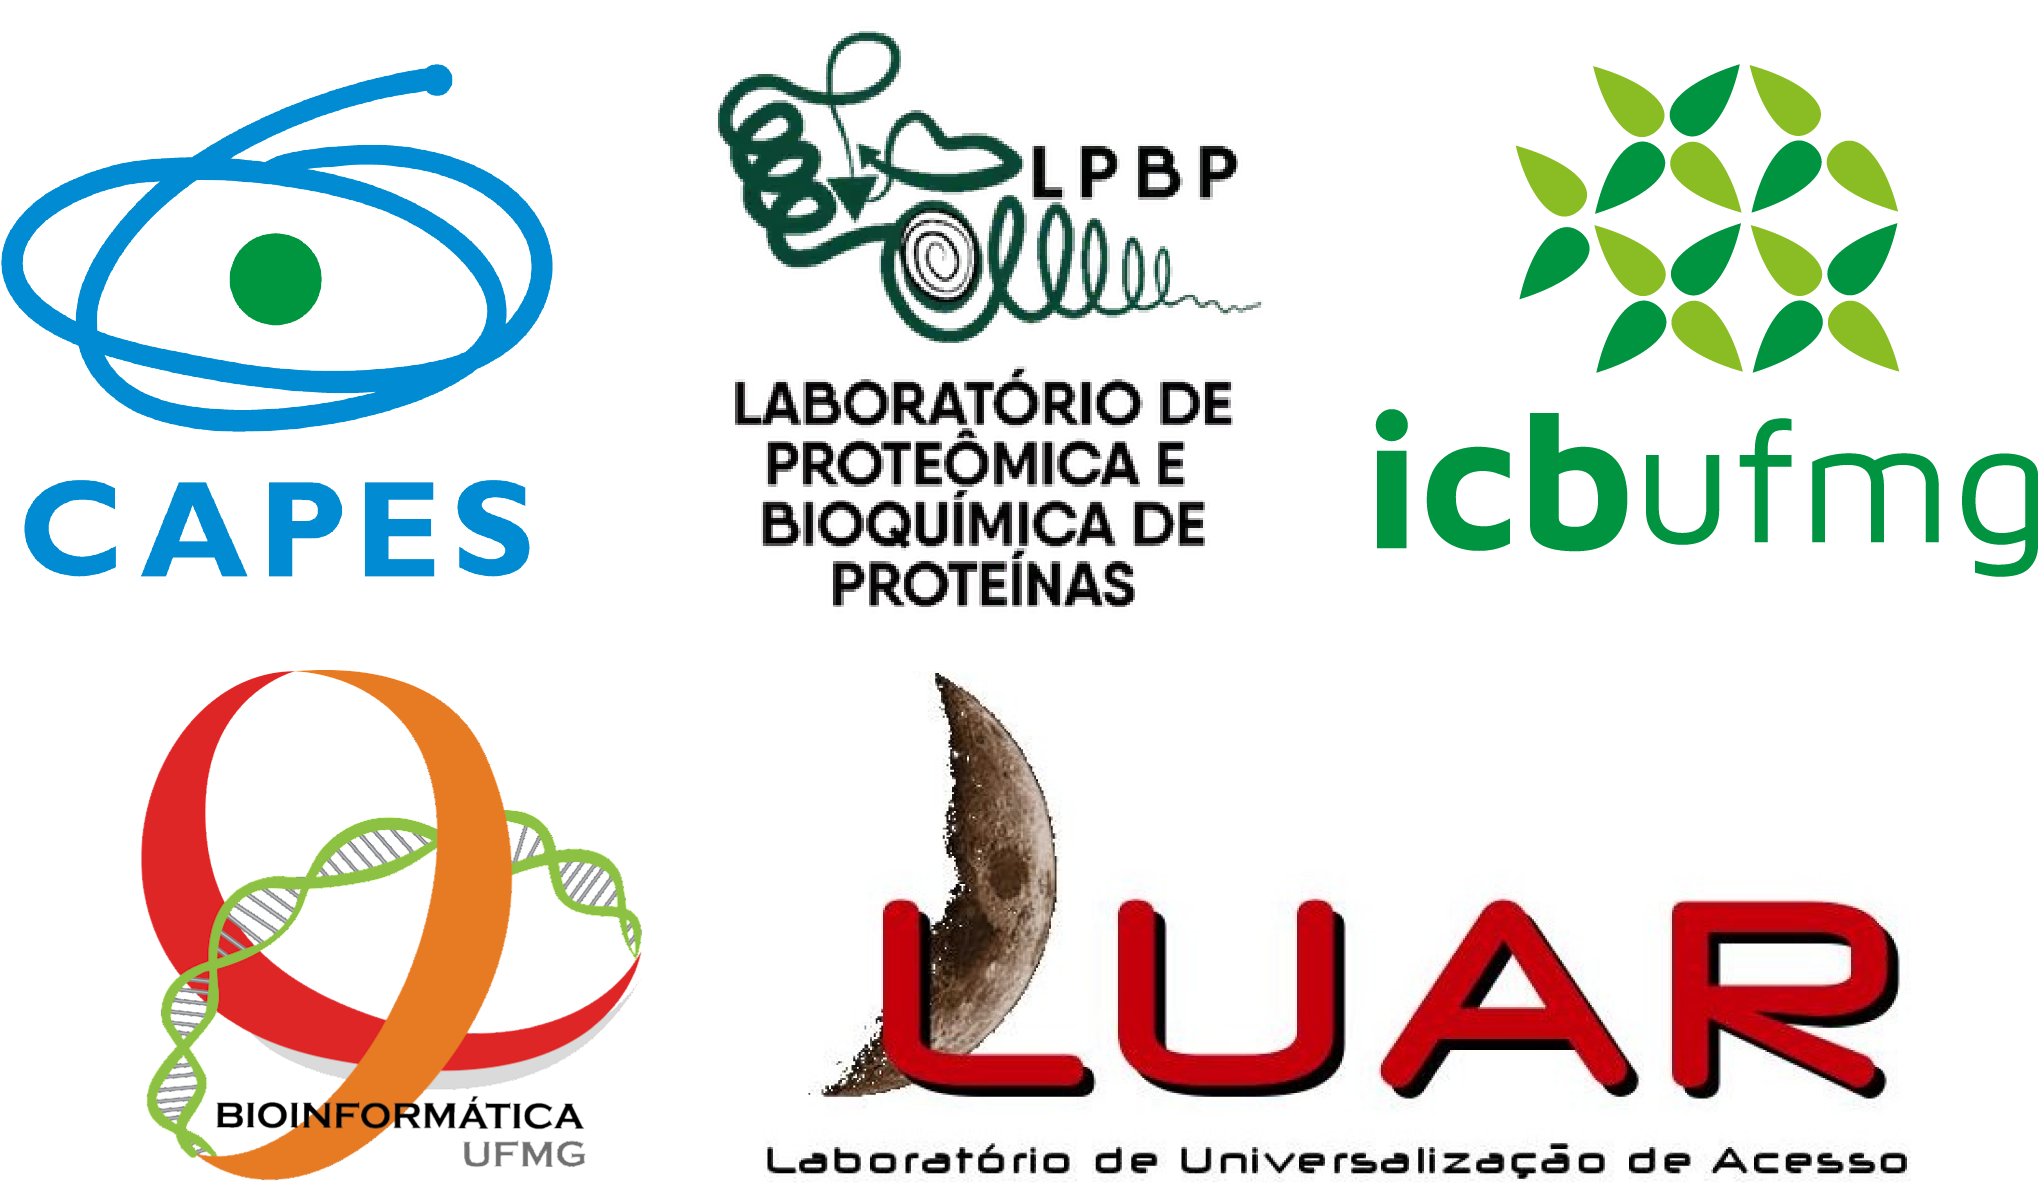 CAPES
LPBP
LABORATÓRIO DE
PROTEÔMICA E
BIOQUÍMICA DE
PROTEÍNAS
icbufmg
BIOINFORMÁTICA
UFMG
LUAR
Laboratório de Universalização de Acesso